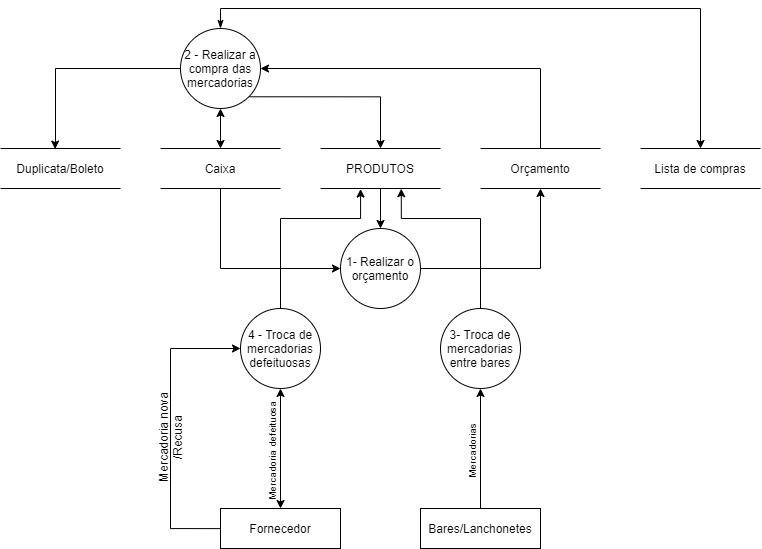 2 - Realizar a
compra das
mercadorias
Duplicata/Boleto
Caixa
PRODUTOS
Orçamento
Lista de compras
1- Realizar o
orçamento
4 - Troca de
mercadorias
defeituosas
3- Troca de
mercadorias
entre bares
Mercadoria nova
/Recusa
Mercadoria defeituosa
Mercadorias
Fornecedor
Bares/Lanchonetes